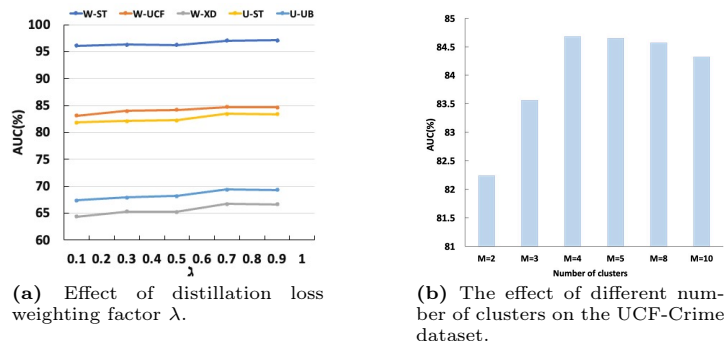 W-ST W-UCF W-XD U-ST U-UB
100
95
90
85
80
75
70
65
60
AUC(%)
0.1 0.3 0.4 0.5 0.6 0.7 0.8 0.9 1
λ
(a) Effect of distillation loss
weighting factor λ.
85
84.5
84
83.5
83
82.5
82
81.5
81
AUC(%)
M=2 M=3 M=4 M=5 M=8 M=10
Number of clusters
(b) The effect of different num-
ber of clusters on the UCF-Crime
dataset.